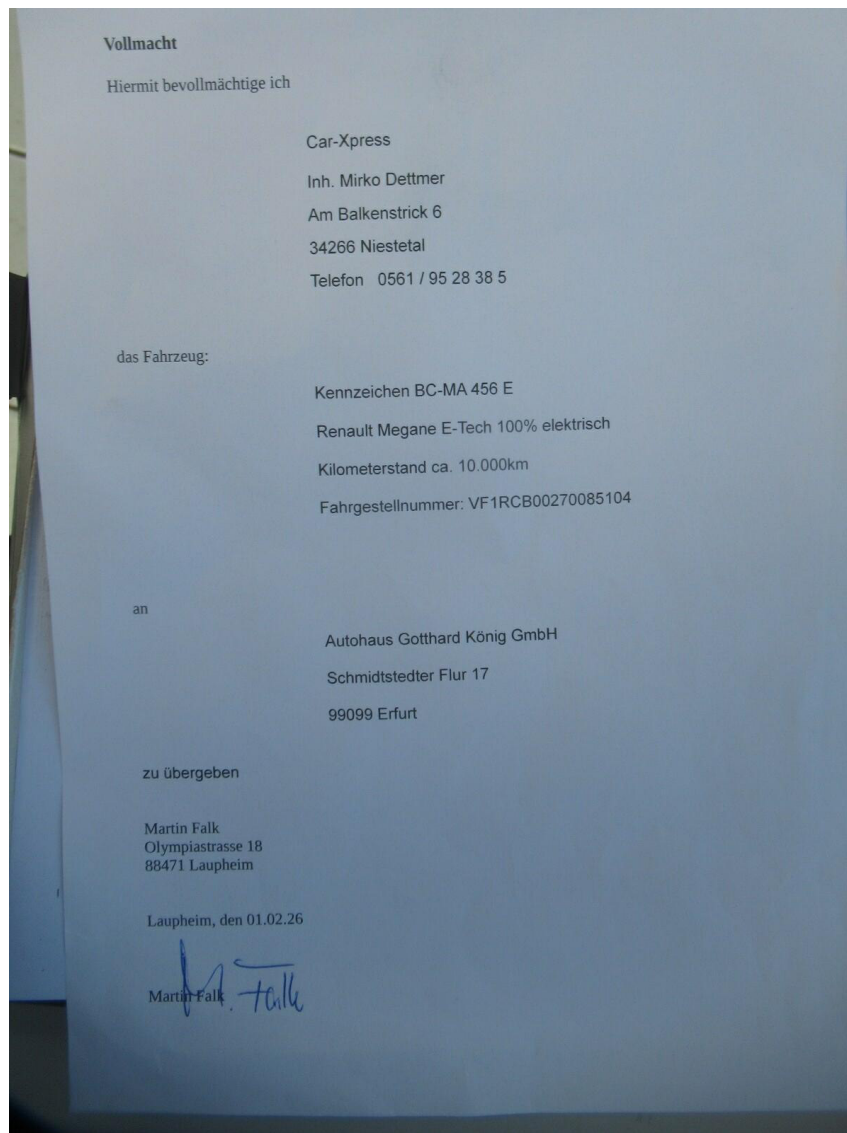 Vollmacht
Hiermit bevollmächtige ich
Car-Xpress
Inh. Mirko Dettmer
Am Balkenstrick 6
34266 Niestetal
Telefon 0561 / 95 28 38 5
das Fahrzeug:
Kennzeichen BC-MA 456 E
Renault Megane E-Tech 100% elektrisch
Kilometerstand ca. 10.000km
Fahrgestellnummer: VF1RCB00270085104
an
Autohaus Gotthard König GmbH
Schmidtstedter Flur 17
99099 Erfurt
zu übergeben
Martin Falk
Olympiastrasse 18
88471 Laupheim
Laupheim, den 01.02.26
M. Falk
Martin Falk